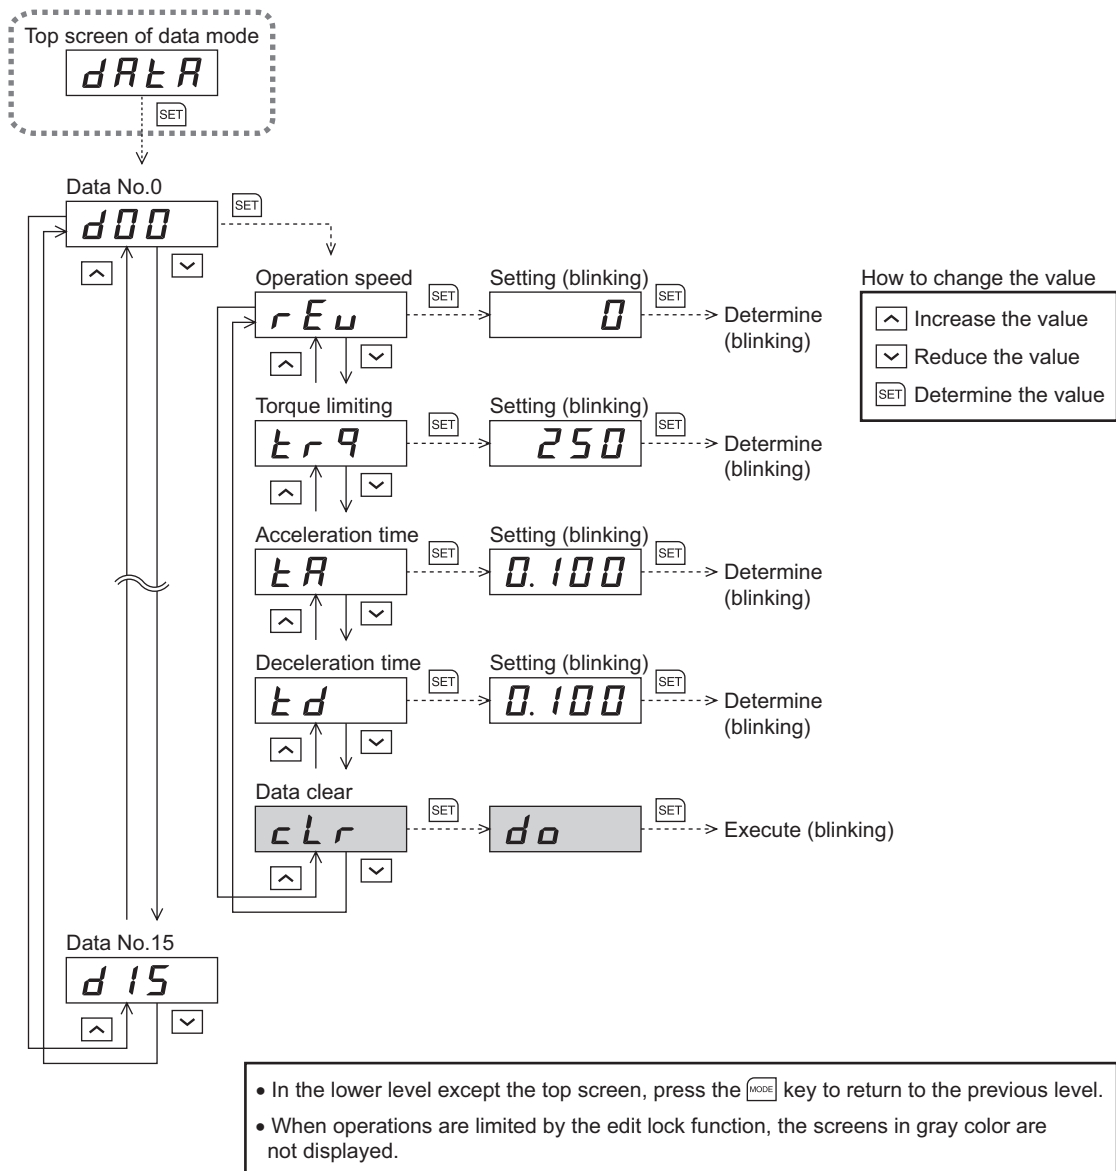 Top screen of data mode
dAtA
SET
Data No.0
d00
SET
Operation speed
rEv
SET
Setting (blinking)
0
SET
Determine
(blinking)
How to change the value
Increase the value
Reduce the value
SET Determine the value
Torque limiting
trq
SET
Setting (blinking)
250
SET
Determine
(blinking)
Acceleration time
tA
SET
Setting (blinking)
0.100
SET
Determine
(blinking)
Deceleration time
td
SET
Setting (blinking)
0.100
SET
Determine
(blinking)
Data clear
cLr
SET
do
SET
Execute (blinking)
Data No.15
d15
• In the lower level except the top screen, press the MODE key to return to the previous level.
• When operations are limited by the edit lock function, the screens in gray color are
not displayed.